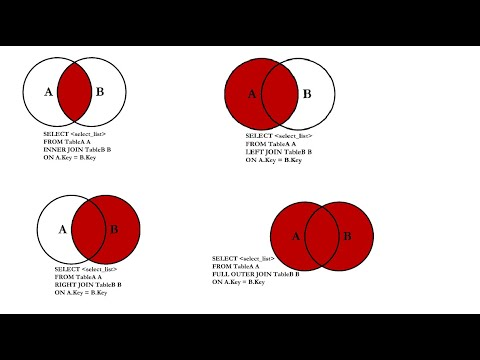 A B
SELECT <select_list>
FROM TableA A
INNER JOIN TableB B
ON A.Key = B.Key
A B
SELECT <select_list>
FROM TableA A
LEFT JOIN TableB B
ON A.Key = B.Key
A B
SELECT <select_list>
FROM TableA A
RIGHT JOIN TableB B
ON A.Key = B.Key
A B
SELECT <select_list>
FROM TableA A
FULL OUTER JOIN TableB B
ON A.Key = B.Key